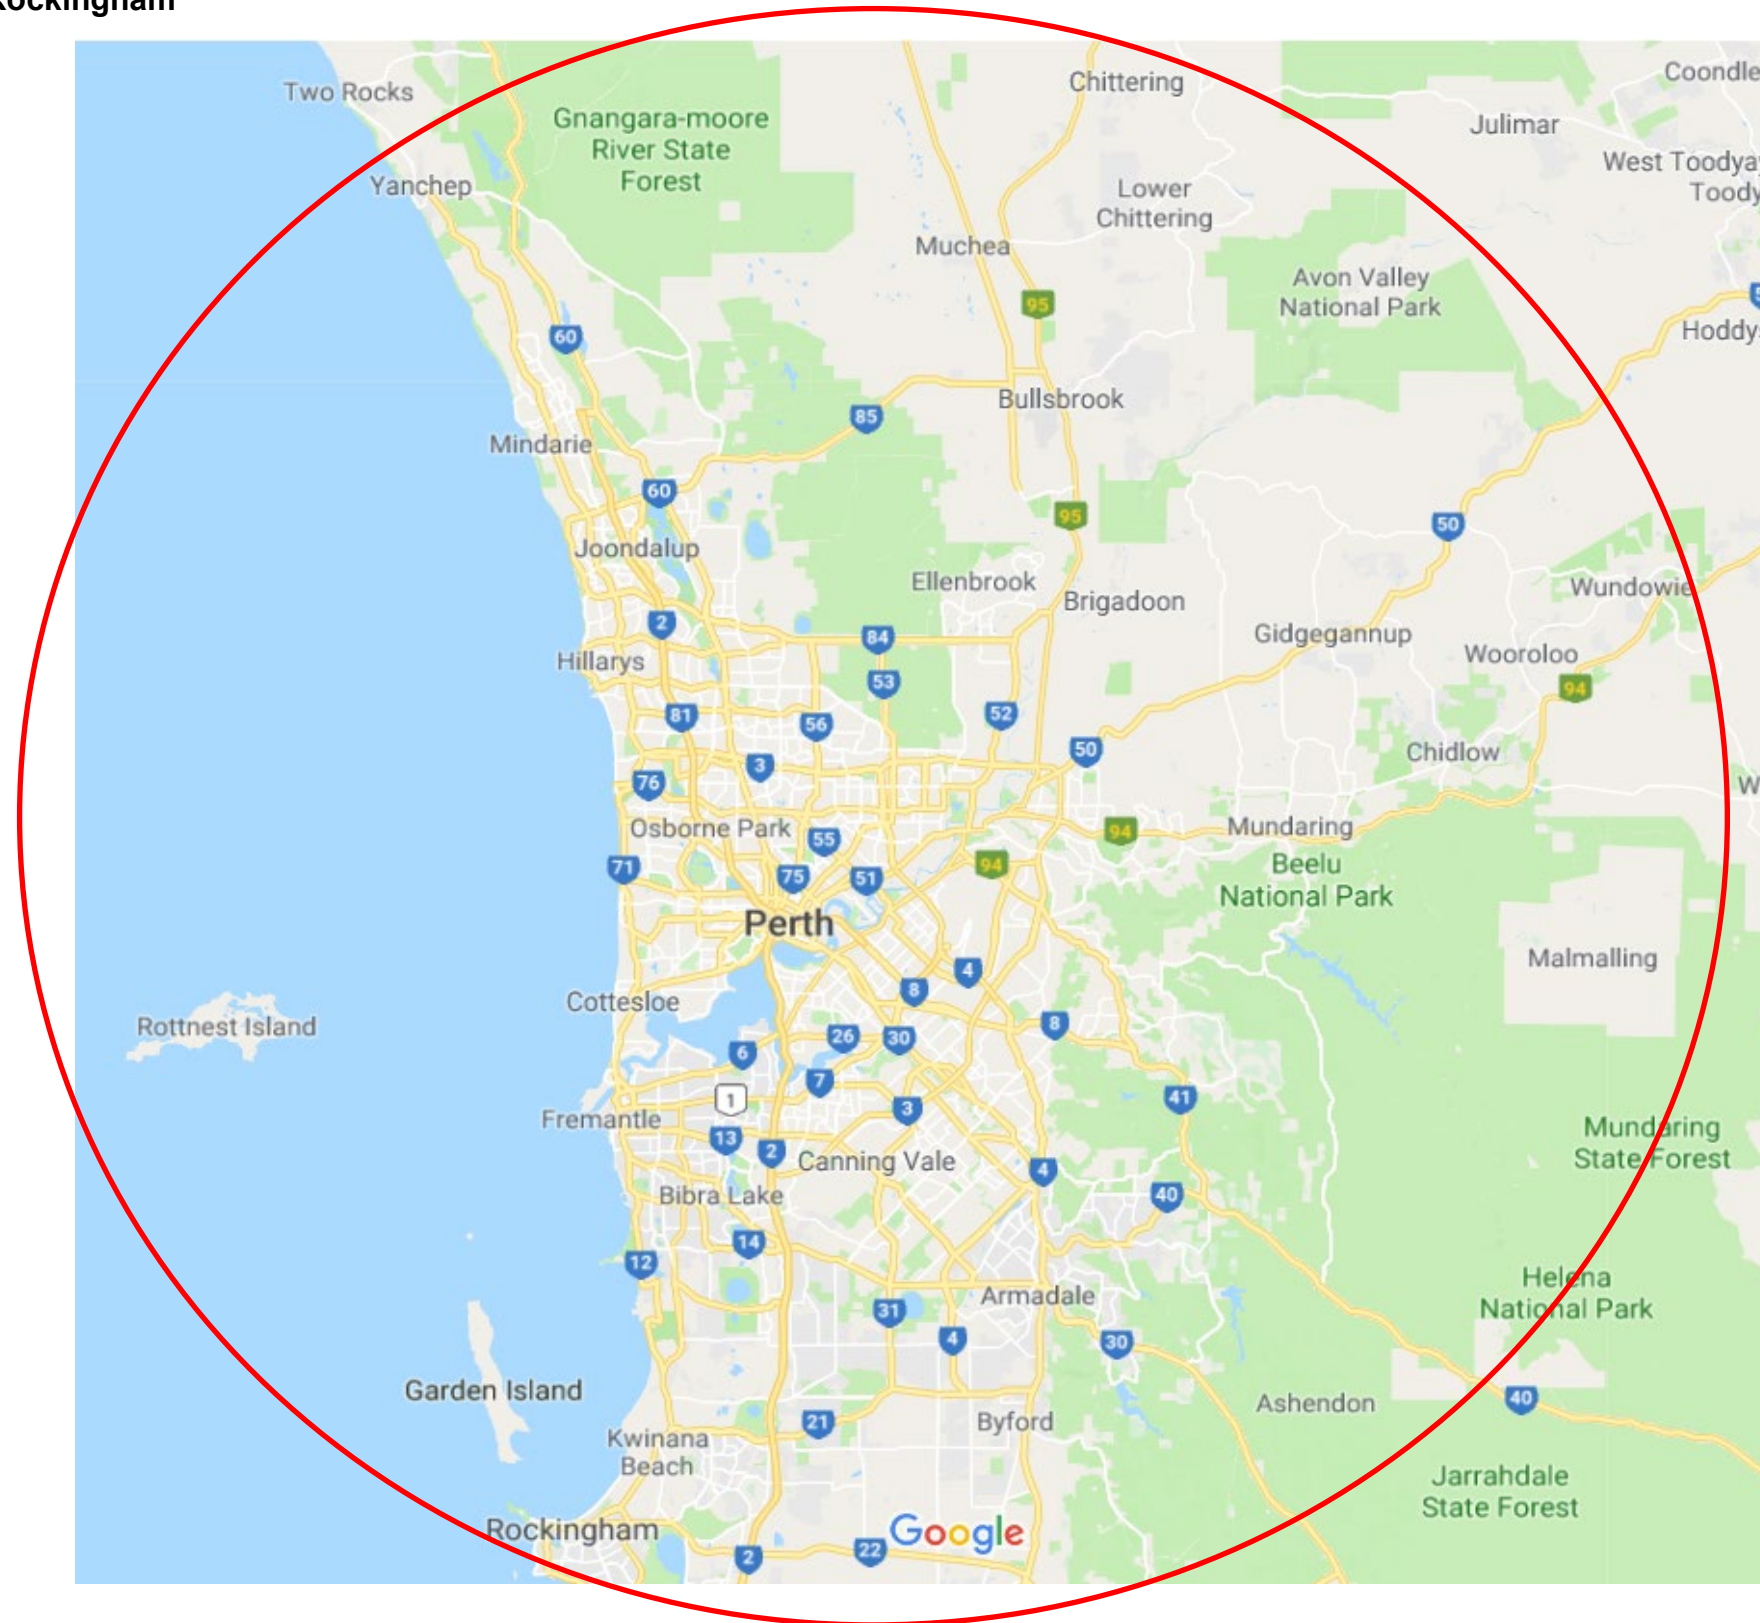 Rockingham
Two Rocks
Chittering
Coondle
Gnangara-moore
River State
Forest
Julimar
West Toodya
Toody
Yanchep
Lower
Chittering
Muchea
Avon Valley
National Park
95
60
Hoddy
85
Bullsbrook
Mindarie
60
95
50
Joondalup
Ellenbrook
Brigadoon
Wundowie
2
84
Gidgegannup
Hillarys
Wooroloo
53
94
81
56
52
50
Chidlow
3
76
W
Osborne Park
55
94
Mundaring
71
75
51
94
Beelu
National Park
Perth
Malmalling
4
8
Cottesloe
Rottnest Island
26
30
8
6
7
1
3
41
Fremantle
Mundaring
State Forest
13
2
Canning Vale
4
Bibra Lake
40
14
12
Helena
National Park
Armadale
31
4
30
Garden Island
Ashendon
40
21
Byford
Kwinana
Beach
Jarrahdale
State Forest
Rockingham
Google
2
22